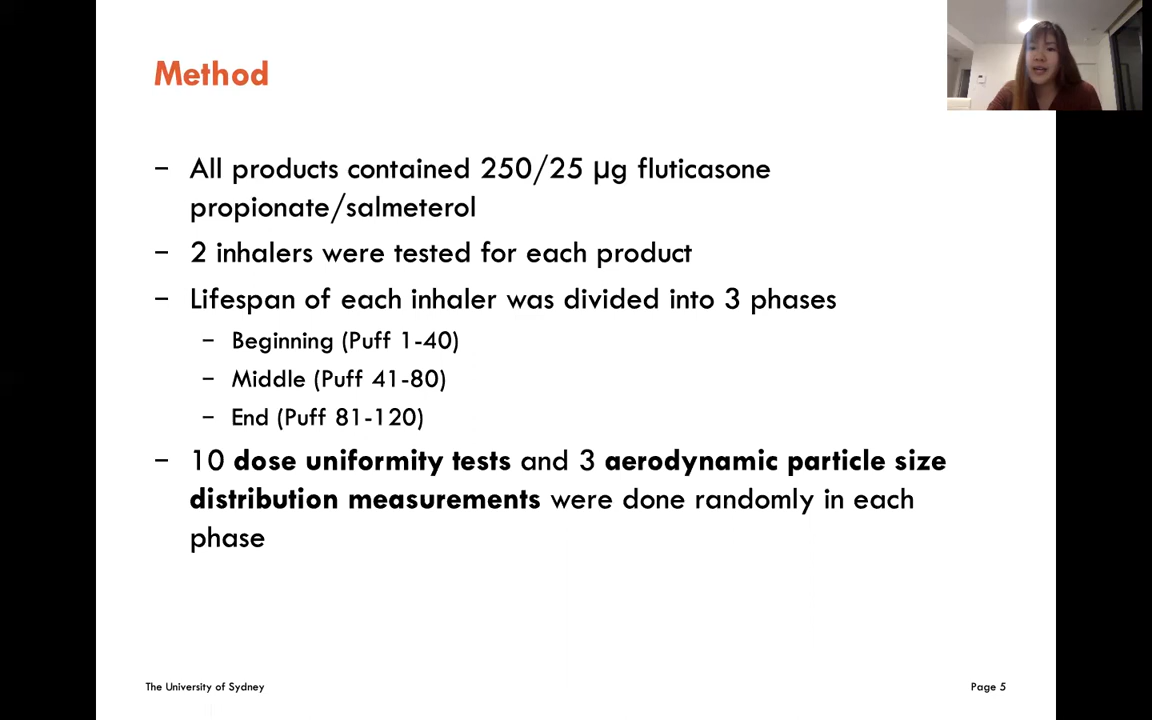 Method
– All products contained 250/25 µg fluticasone
propionate/salmeterol
– 2 inhalers were tested for each product
– Lifespan of each inhaler was divided into 3 phases
– Beginning (Puff 1-40)
– Middle (Puff 41-80)
– End (Puff 81-120)
– 10 dose uniformity tests and 3 aerodynamic particle size
distribution measurements were done randomly in each
phase
The University of Sydney
Page 5